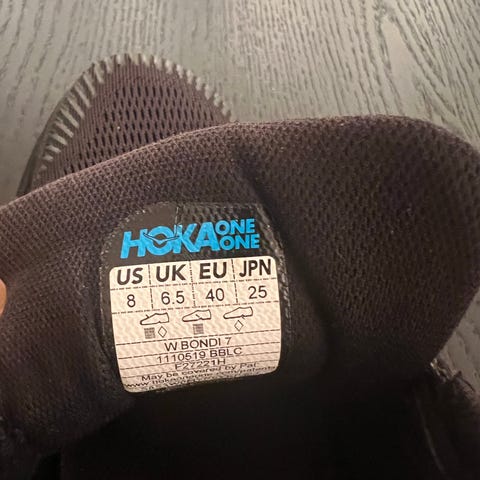 HOKA ONE ONE
US UK EU JPN
8 6.5 40 25
W BONDI 7
1110519 BBLC
F27221H
May be covered by Pat.